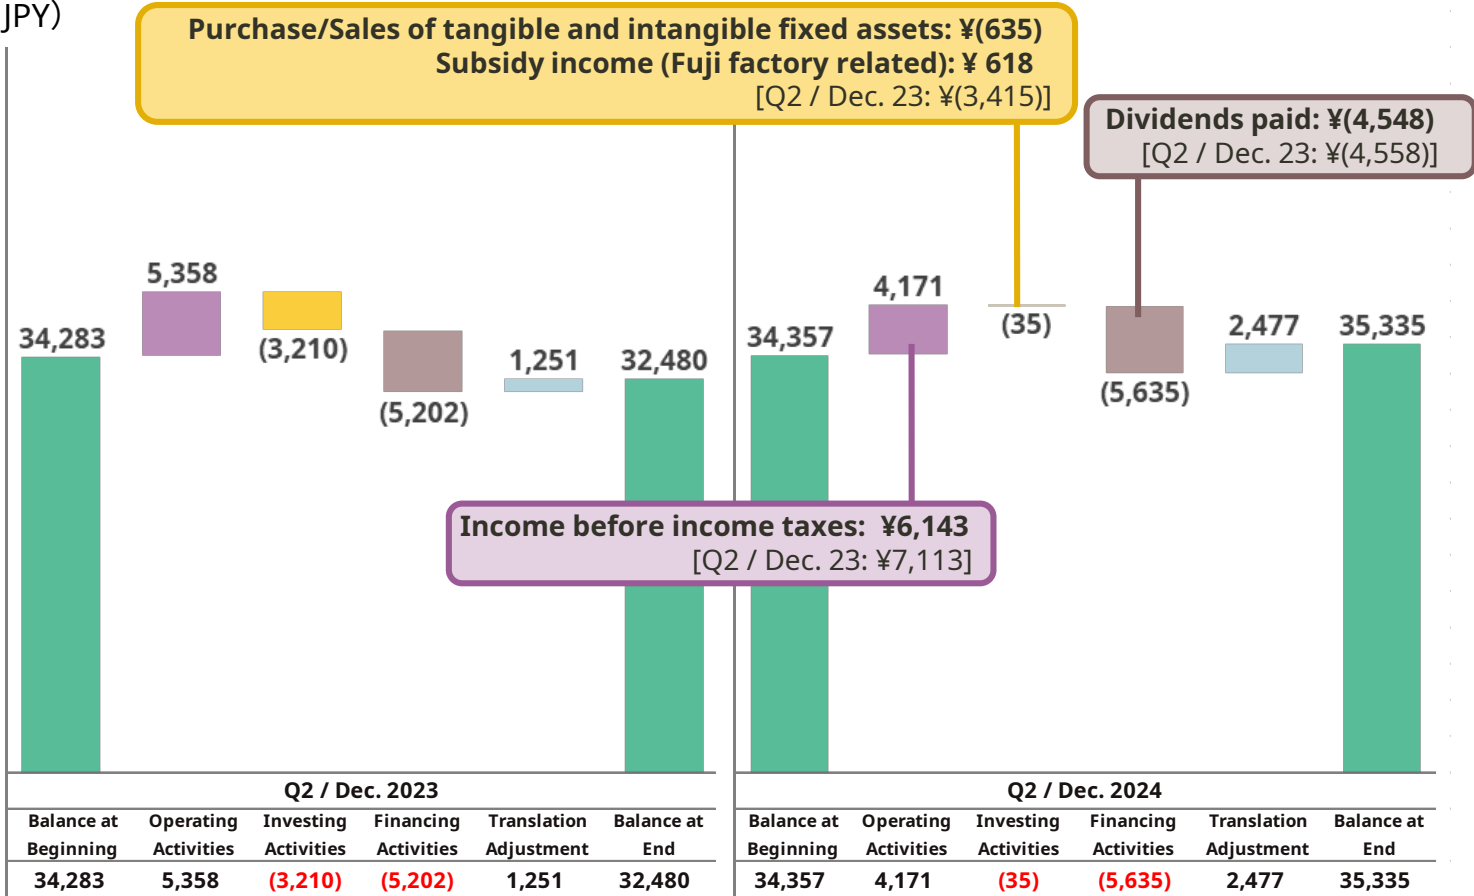 JPY）
Purchase/Sales of tangible and intangible fixed assets: ¥(635)
Subsidy income (Fuji factory related): ¥ 618
[Q2 / Dec. 23: ¥(3,415)]
Dividends paid: ¥(4,548)
[Q2 / Dec. 23: ¥(4,558)]
34,283
5,358
(3,210)
(5,202)
1,251
32,480
34,357
4,171
(35)
(5,635)
2,477
35,335
Income before income taxes: ¥6,143
[Q2 / Dec. 23: ¥7,113]
Q2 / Dec. 2023
Balance at Operating Investing Financing Translation Balance at
Beginning Activities Activities Activities Adjustment End
34,283 5,358 (3,210) (5,202) 1,251 32,480
Q2 / Dec. 2024
Balance at Operating Investing Financing Translation Balance at
Beginning Activities Activities Activities Adjustment End
34,357 4,171 (35) (5,635) 2,477 35,335